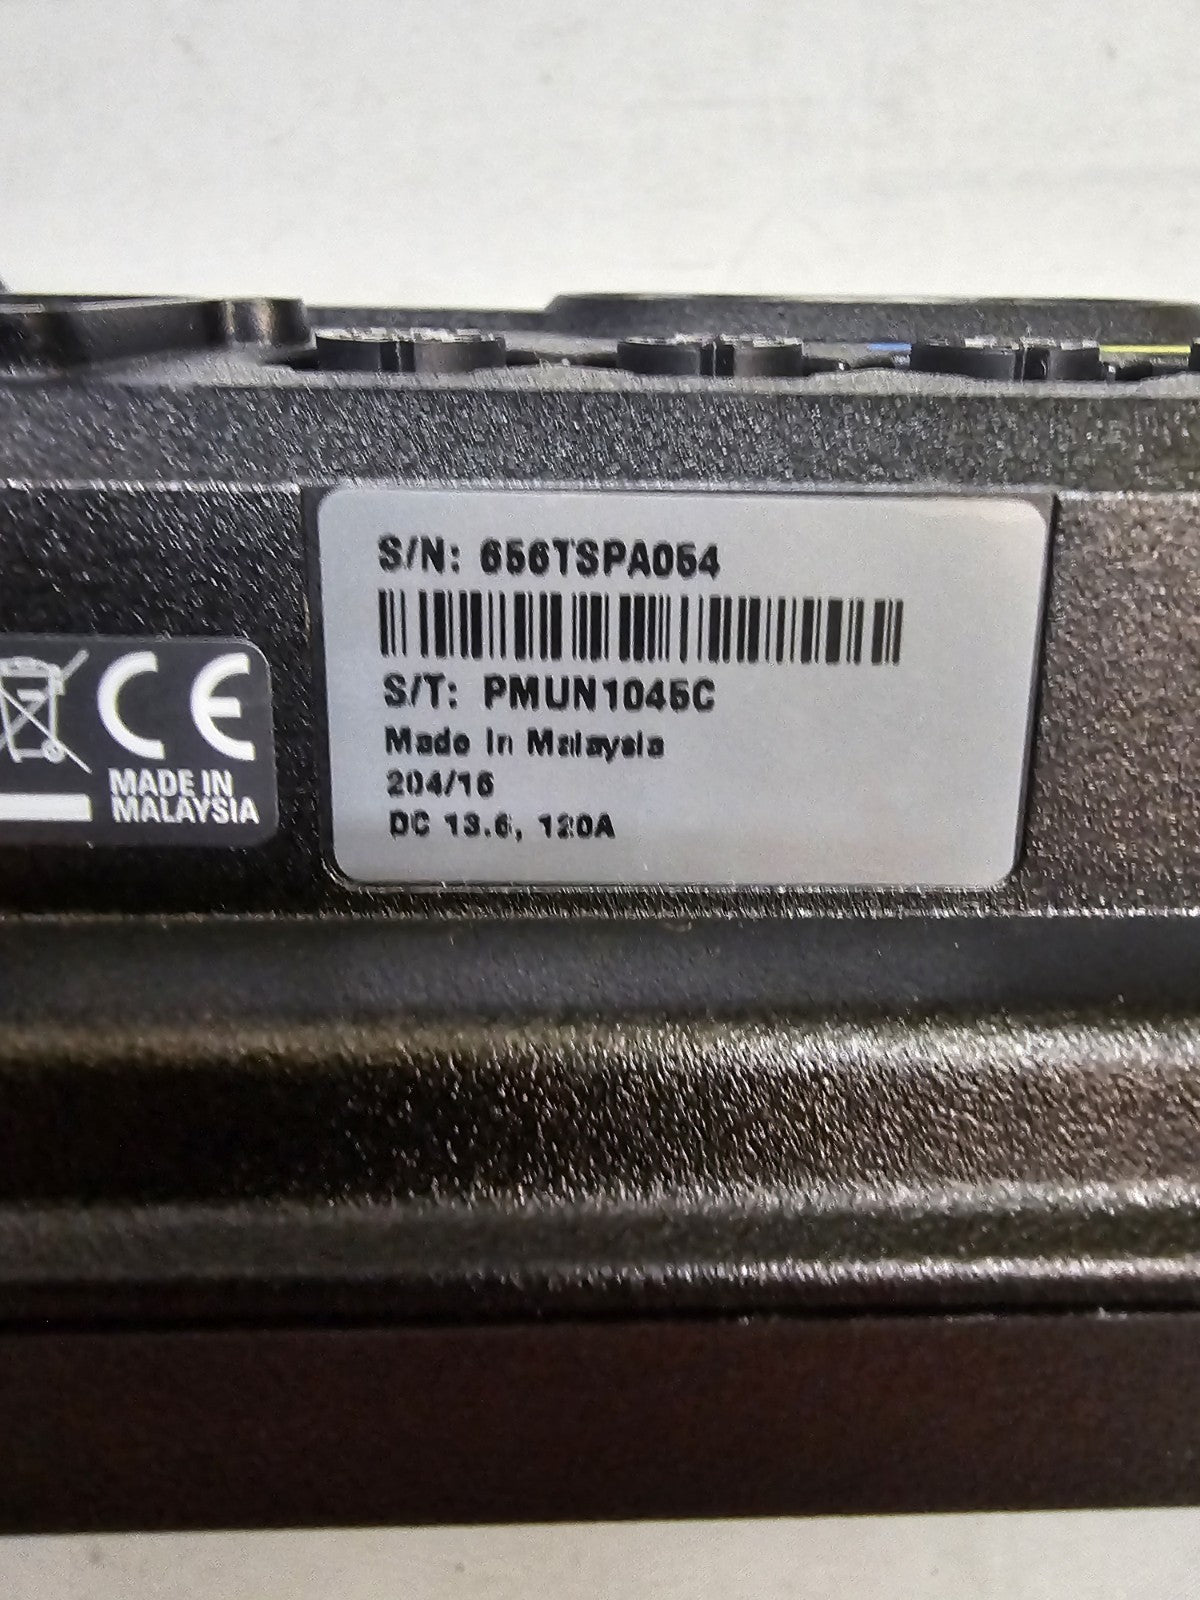 S/N: 656TSPA054
S/T: PMUN1045C
Made In Malaysia
204/16
DC 13.6, 120A
CE
MADE IN
MALAYSIA